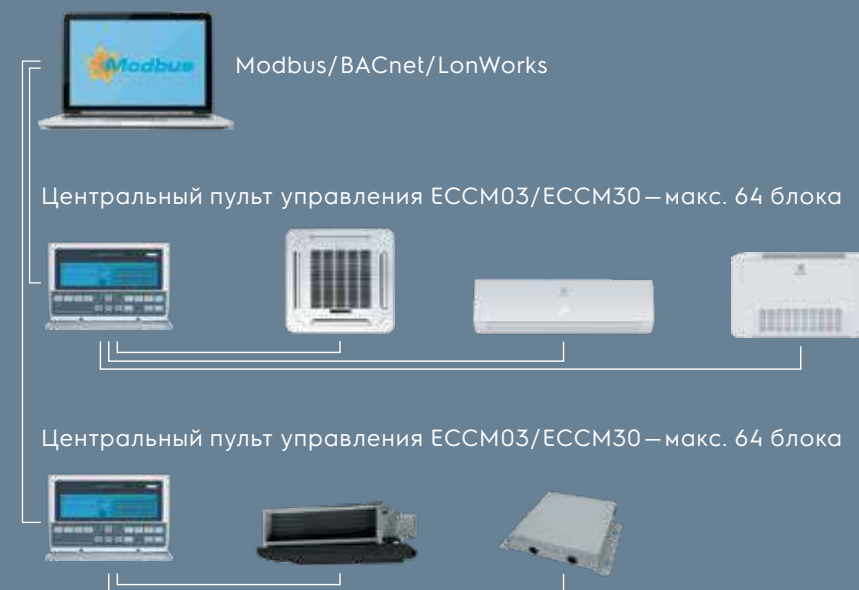 Modbus
Modbus/BACnet/LonWorks
Центральный пульт управления ECCM03/ECCM30—макс. 64 блока
Центральный пульт управления ECCM03/ECCM30—макс. 64 блока